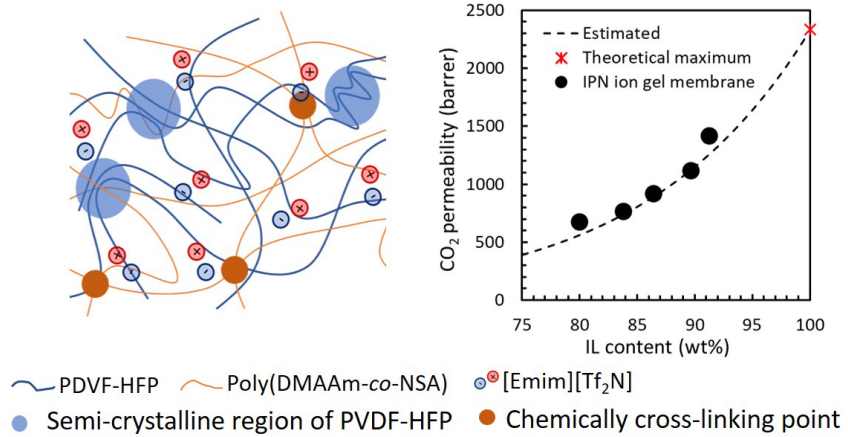 CO₂ permeability (barrer)
2500
2000
1500
1000
500
0
Estimated
Theoretical maximum
IPN ion gel membrane
75 80 85 90 95 100
IL content (wt%)
PDVF-HFP Poly(DMAAm-co-NSA) [Emim][Tf₂N]
Semi-crystalline region of PVDF-HFP Chemically cross-linking point